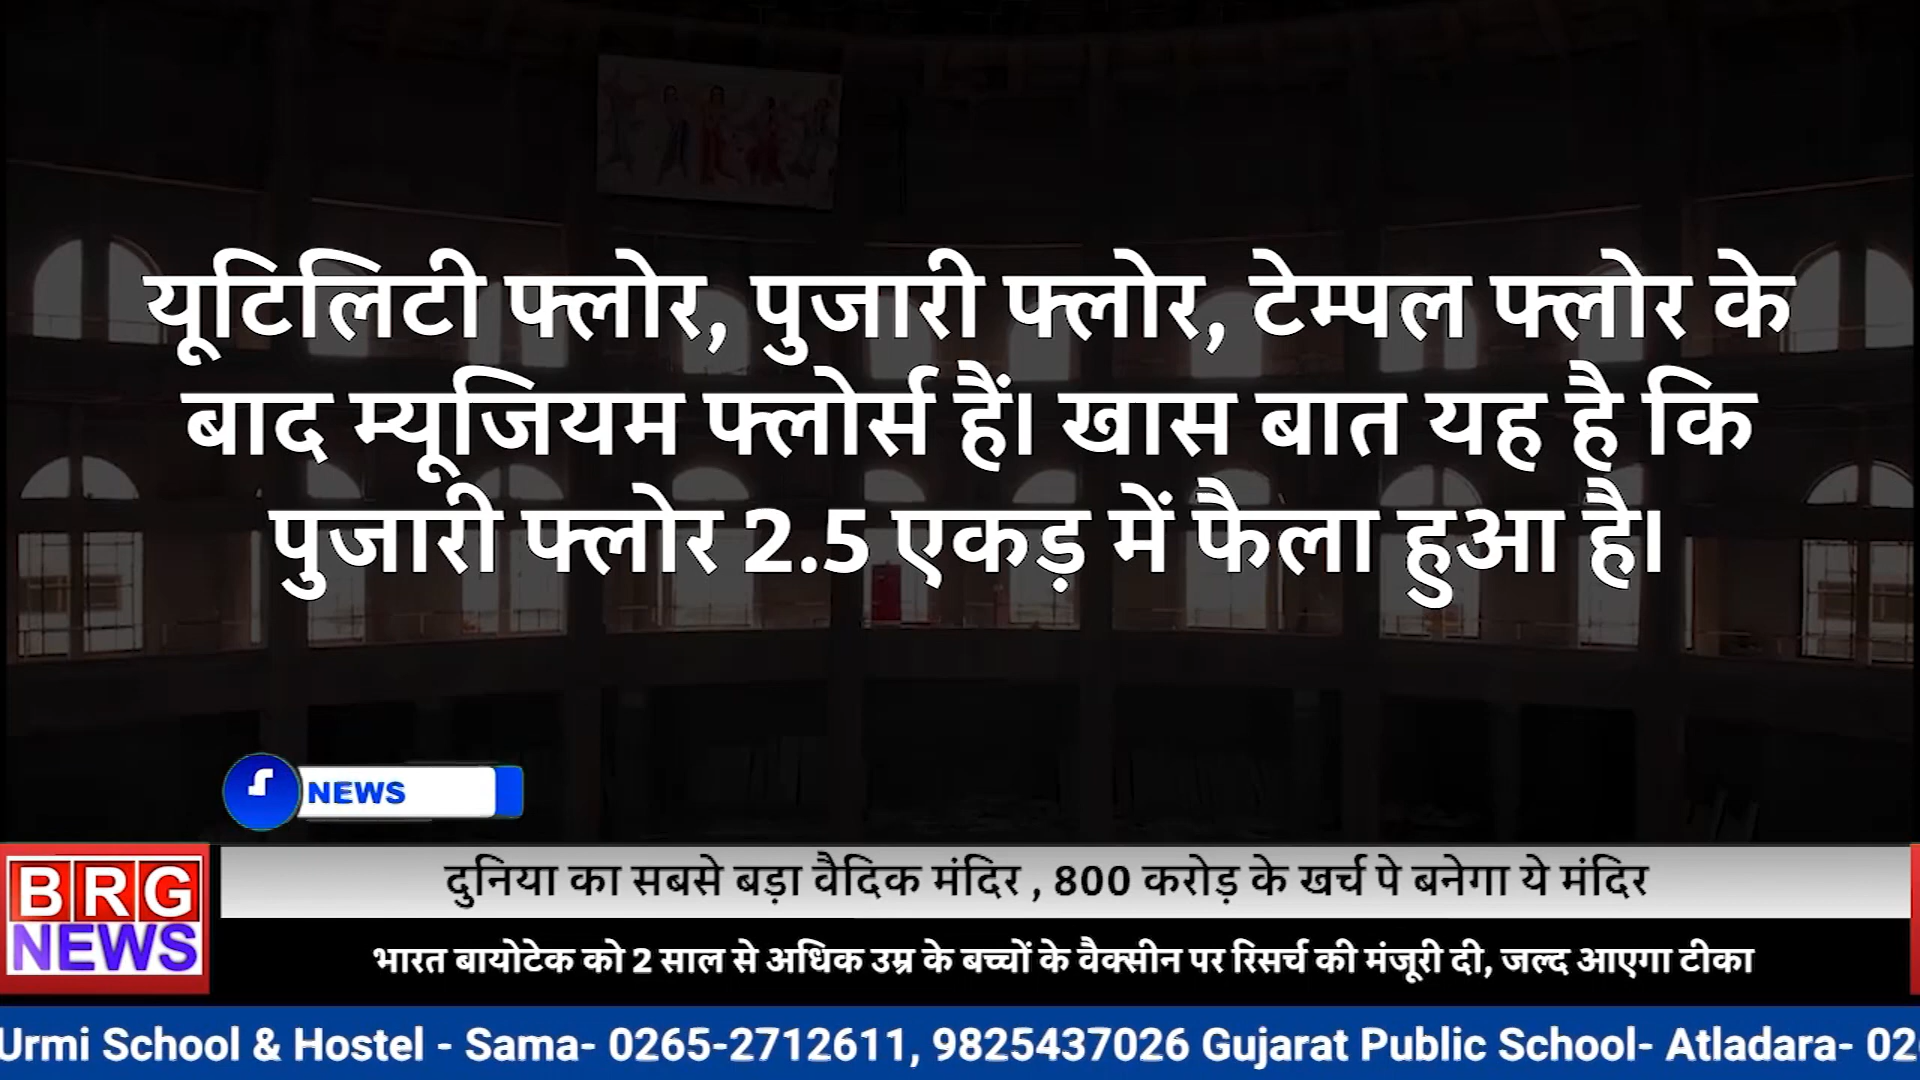 यूटिलिटी फ्लोर, पुजारी फ्लोर, टेम्पल फ्लोर के
बाद म्यूजियम फ्लोर्स हैं। खास बात यह है कि
पुजारी फ्लोर 2.5 एकड़ में फैला हुआ है।
NEWS
BRG
NEWS
दुनिया का सबसे बड़ा वैदिक मंदिर , 800 करोड़ के खर्च पे बनेगा ये मंदिर
भारत बायोटेक को 2 साल से अधिक उम्र के बच्चों के वैक्सीन पर रिसर्च की मंजूरी दी, जल्द आएगा टीका
Urmi School & Hostel - Sama- 0265-2712611, 9825437026 Gujarat Public School- Atladara- 02